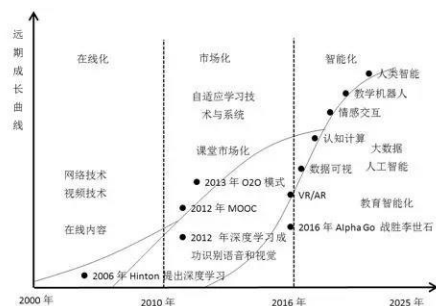 远期成长曲线
在线化
市场化
智能化
人类智能
教学机器人
自适应学习技
术与系统
情感交互
认知计算
大数据
人工智能
课堂市场化
数据可视
网络技术
视频技术
2013 年 O2O 模式
VR/AR
2012 年 MOOC
教育智能化
在线内容
2016 年 Alpha Go 战胜李世石
2012 年深度学习成
功识别语音和视觉
2006 年 Hinton 提出深度学习
2000 年
2010 年
2016 年
2025 年